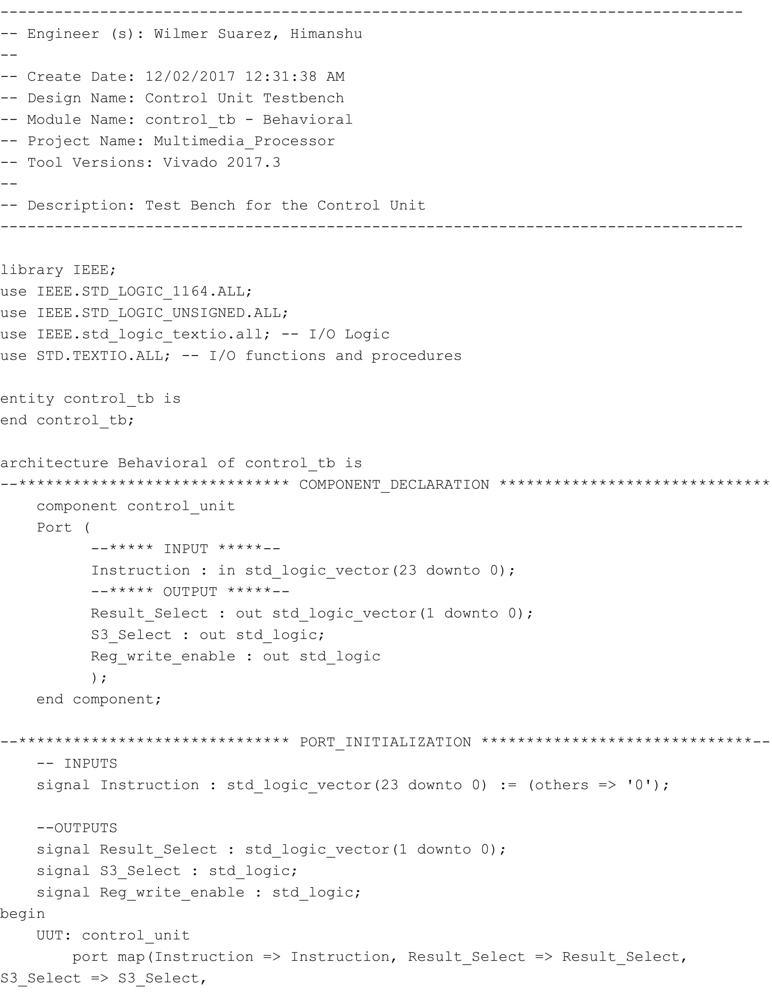 ----------------------------------------------------------------------------------
-- Engineer (s): Wilmer Suarez, Himanshu
--
-- Create Date: 12/02/2017 12:31:38 AM
-- Design Name: Control Unit Testbench
-- Module Name: control_tb - Behavioral
-- Project Name: Multimedia_Processor
-- Tool Versions: Vivado 2017.3
--
-- Description: Test Bench for the Control Unit
----------------------------------------------------------------------------------

library IEEE;
use IEEE.STD_LOGIC_1164.ALL;
use IEEE.STD_LOGIC_UNSIGNED.ALL;
use IEEE.std_logic_textio.all; -- I/O Logic
use STD.TEXTIO.ALL; -- I/O functions and procedures

entity control_tb is
end control_tb;

architecture Behavioral of control_tb is
--******************************* COMPONENT_DECLARATION ******************************
    component control_unit
    Port (
          --***** INPUT *****--
          Instruction : in std_logic_vector(23 downto 0);
          --***** OUTPUT *****--
          Result_Select : out std_logic_vector(1 downto 0);
          S3_Select : out std_logic;
          Reg_write_enable : out std_logic
          );
    end component;

--******************************* PORT_INITIALIZATION ******************************--
    -- INPUTS
    signal Instruction : std_logic_vector(23 downto 0) := (others => '0');

    --OUTPUTS
    signal Result_Select : std_logic_vector(1 downto 0);
    signal S3_Select : std_logic;
    signal Reg_write_enable : std_logic;
begin
    UUT: control_unit
        port map(Instruction => Instruction, Result_Select => Result_Select,
S3_Select => S3_Select,